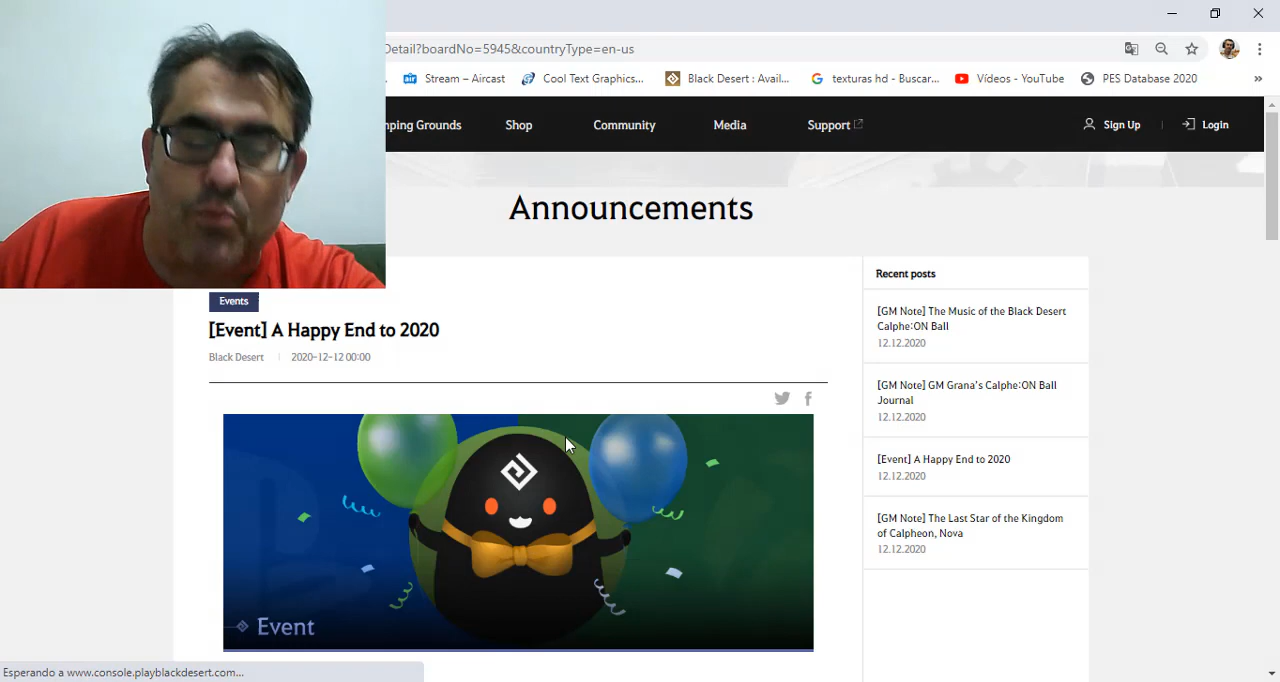 Detail?boardNo=5945&countryType=en-us
Stream – Aircast
Cool Text Graphics...
Black Desert : Avail...
texturas hd - Buscar...
Vídeos - YouTube
PES Database 2020
»
Shop
Community
Media
Support
Sign Up
Login
Grounds
Announcements
Events
[Event] A Happy End to 2020
Black Desert
2020-12-12 00:00
Event
Recent posts
[GM Note] The Music of the Black Desert
Calphe:ON Ball
12.12.2020
[GM Note] GM Grana's Calphe:ON Ball
Journal
12.12.2020
[Event] A Happy End to 2020
12.12.2020
[GM Note] The Last Star of the Kingdom
of Calpheon, Nova
12.12.2020
Esperando a www.console.playblackdesert.com...